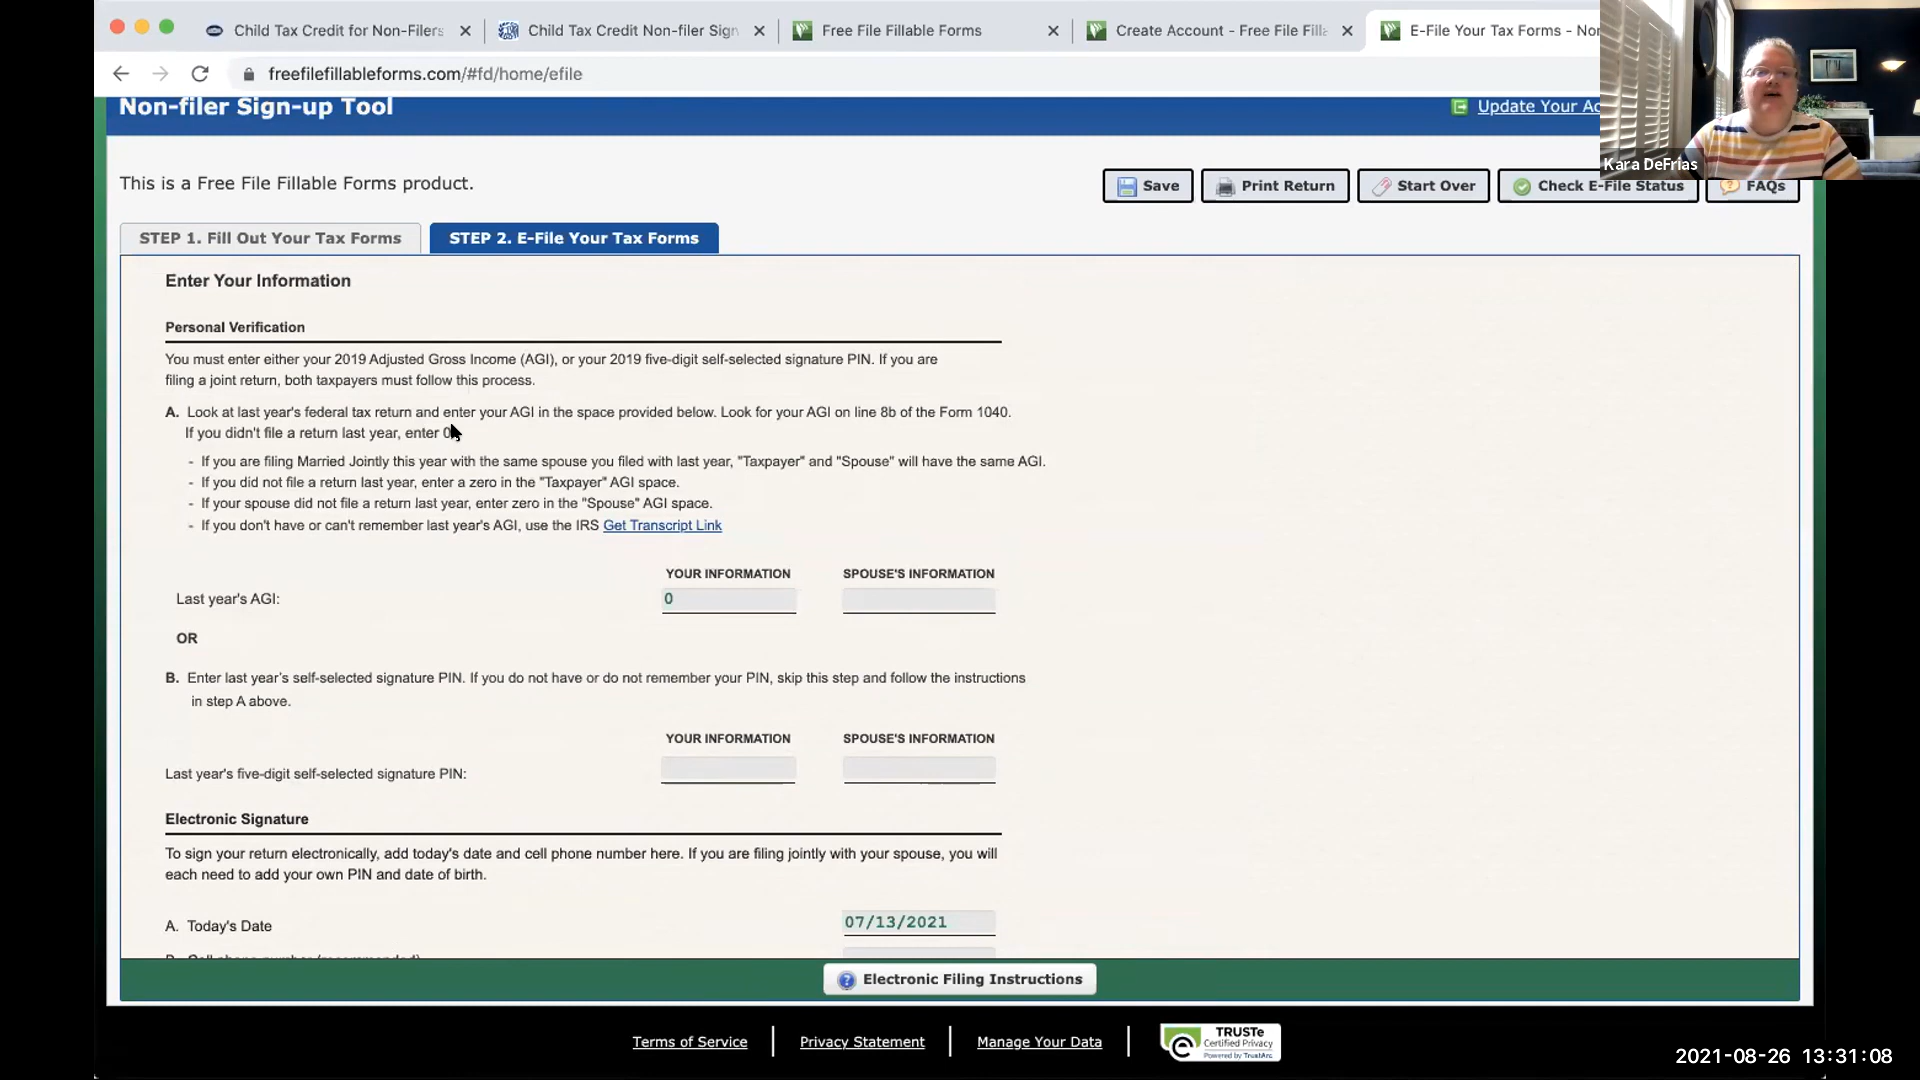 Child Tax Credit for Non-Filers
Child Tax Credit Non-filer Sign
Free File Fillable Forms
Create Account - Free File Fill
E-File Your Tax Forms - Non
freefilefillableforms.com/#fd/home/efile
Non-filer Sign-up Tool
Update Your Ac
Kara DeFrias
This is a Free File Fillable Forms product.
Save
Print Return
Start Over
Check E-File Status
FAQs
STEP 1. Fill Out Your Tax Forms
STEP 2. E-File Your Tax Forms
Enter Your Information
Personal Verification
You must enter either your 2019 Adjusted Gross Income (AGI), or your 2019 five-digit self-selected signature PIN. If you are
filing a joint return, both taxpayers must follow this process.
A. Look at last year's federal tax return and enter your AGI in the space provided below. Look for your AGI on line 8b of the Form 1040.
If you didn't file a return last year, enter 0
- If you are filing Married Jointly this year with the same spouse you filed with last year, "Taxpayer" and "Spouse" will have the same AGI.
- If you did not file a return last year, enter a zero in the "Taxpayer" AGI space.
- If your spouse did not file a return last year, enter zero in the "Spouse" AGI space.
- If you don't have or can't remember last year's AGI, use the IRS Get Transcript Link
YOUR INFORMATION SPOUSE'S INFORMATION
Last year's AGI: 0
OR
B. Enter last year's self-selected signature PIN. If you do not have or do not remember your PIN, skip this step and follow the instructions
in step A above.
YOUR INFORMATION SPOUSE'S INFORMATION
Last year's five-digit self-selected signature PIN:
Electronic Signature
To sign your return electronically, add today's date and cell phone number here. If you are filing jointly with your spouse, you will
each need to add your own PIN and date of birth.
A. Today's Date 07/13/2021
Electronic Filing Instructions
Terms of Service
Privacy Statement
Manage Your Data
TRUSTe
Certified Privacy
Powered by TrustArc
2021-08-26 13:31:08